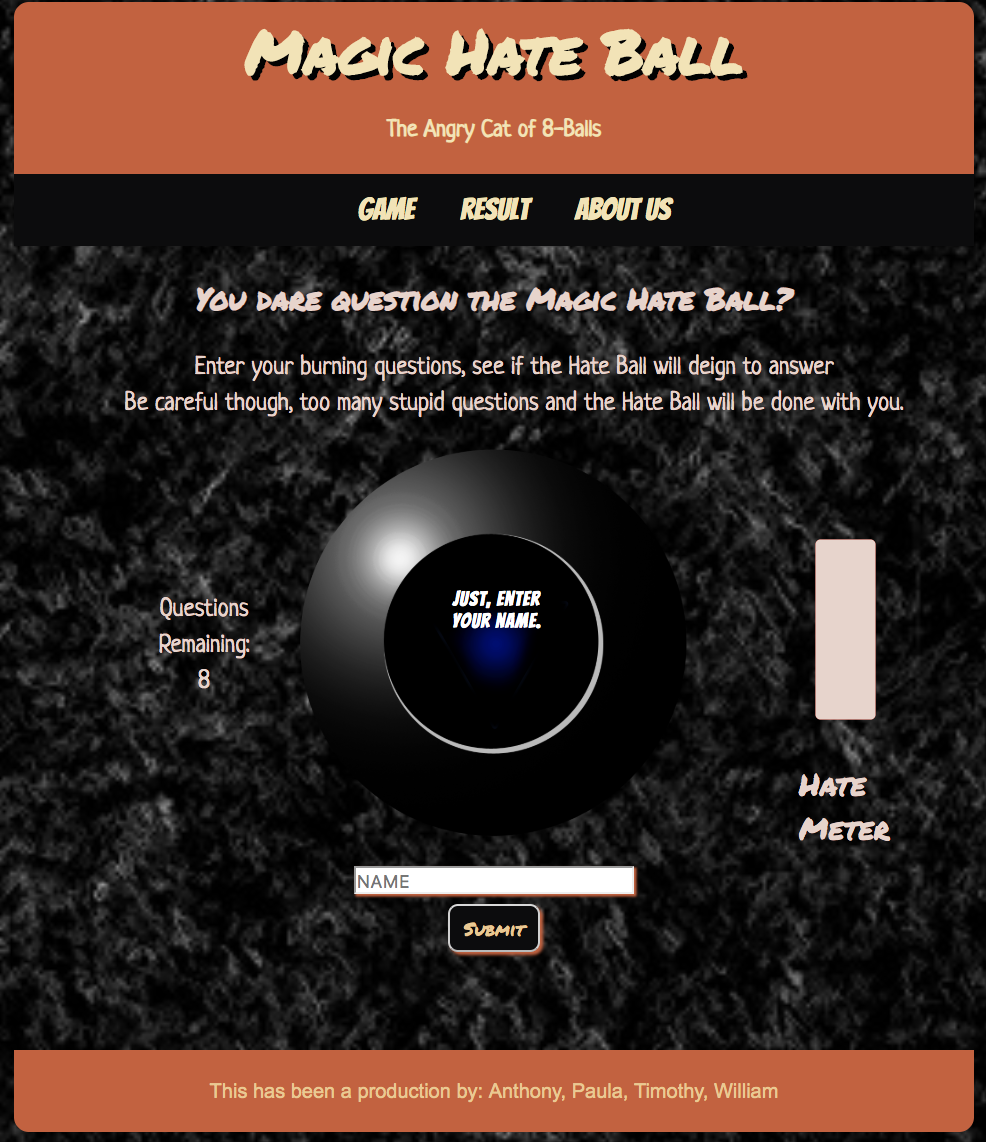 Magic Hate Ball
The Angry Cat of 8-Balls
GAME RESULT ABOUT US
You dare question the Magic Hate Ball?
Enter your burning questions, see if the Hate Ball will deign to answer
Be careful though, too many stupid questions and the Hate Ball will be done with you.
JUST, ENTER
YOUR NAME.
Questions
Remaining:
8
Hate
Meter
NAME
Submit
This has been a production by: Anthony, Paula, Timothy, William